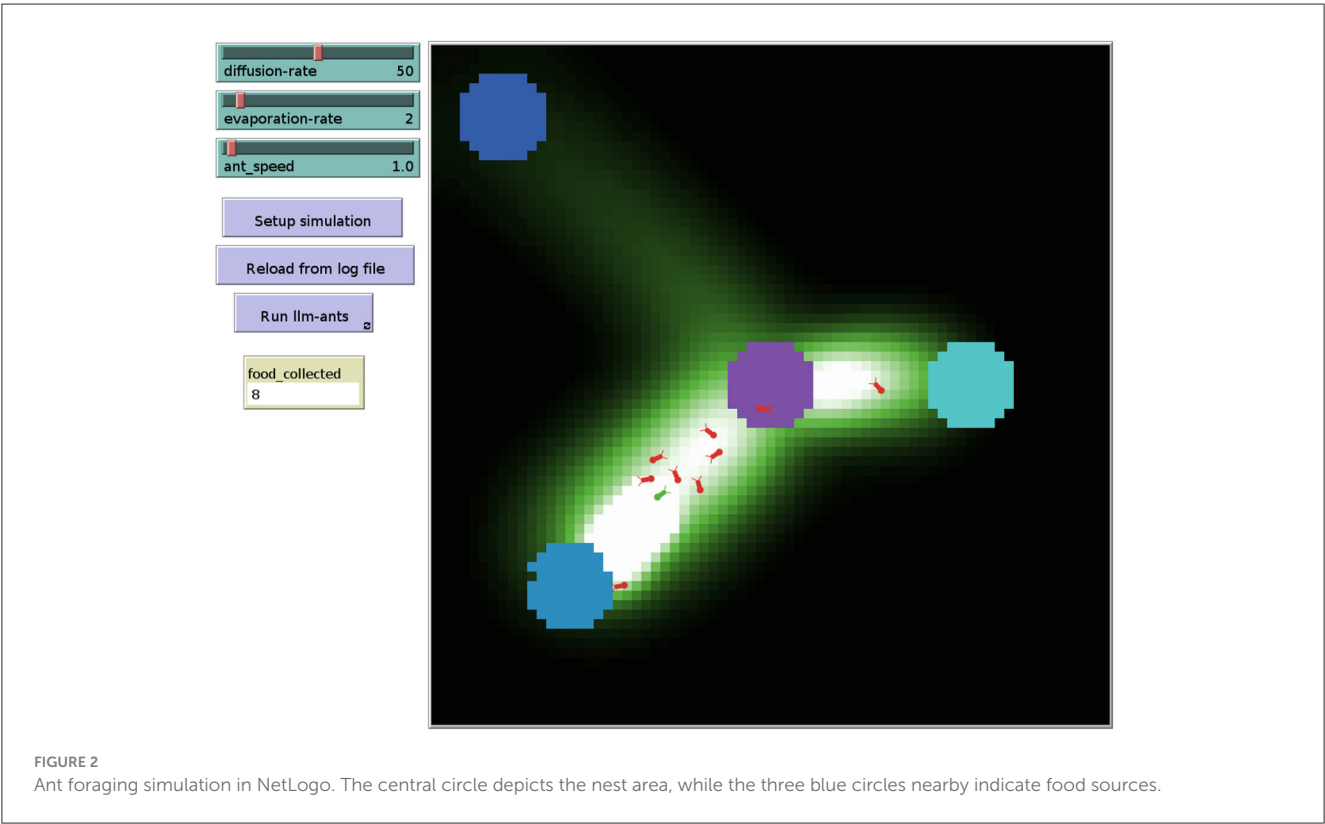 diffusion-rate 50
evaporation-rate 2
ant_speed 1.0
Setup simulation
Reload from log file
Run llm-ants
food_collected
8
FIGURE 2
Ant foraging simulation in NetLogo. The central circle depicts the nest area, while the three blue circles nearby indicate food sources.